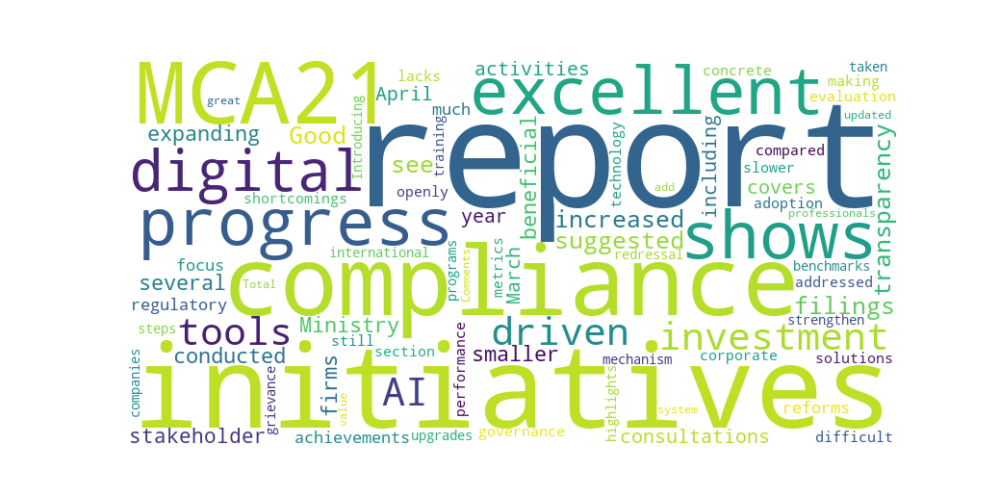 MCA21
report
initiatives
compliance
excellent
progress
shows
digital
investment
driven
tools
AI
activities
April
lacks
great
much
expanding
Good
Introducing
training
see
openly
shortcomings
year
beneficial
increased
suggested
redressal
technology
including
concrete
taken
making
evaluation
updated
compared
slower
covers
adoption
professionals
add
transparency
international
focus
several
Total
regulatory
programs
Comments
metrics
March
benchmarks
addressed
filings
strengthen
steps
Ministry
still
section
conducted
firms
smaller
performance
mechanism
corporate
solutions
companies
grievance
value
stakeholder
achievements
upgrades
governance
system
highlights
consultations
reforms
difficult